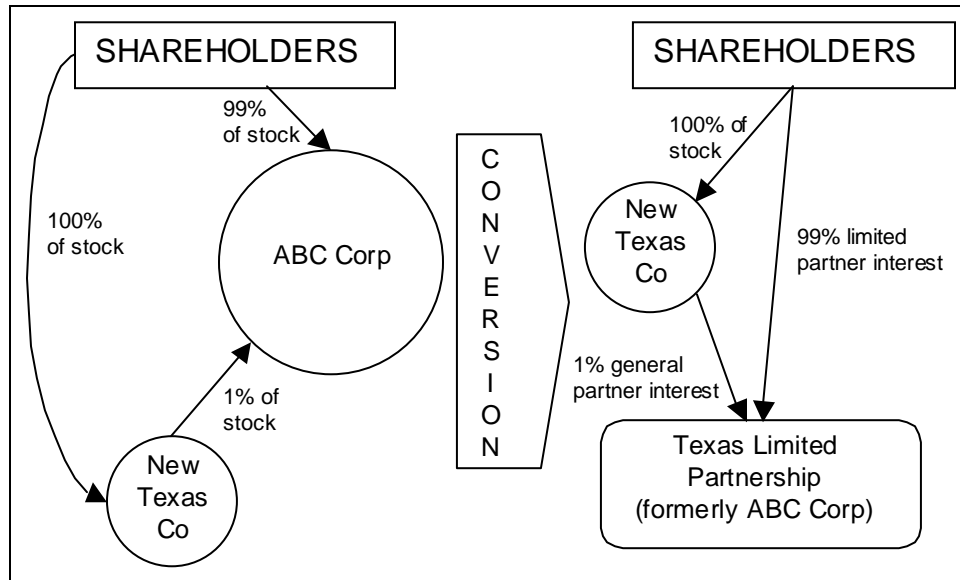 SHAREHOLDERS
99%
of stock
100%
of stock
ABC Corp
1% of
stock
New
Texas
Co
C
O
N
V
E
R
S
I
O
N
SHAREHOLDERS
100% of
stock
New
Texas
Co
99% limited
partner interest
1% general
partner interest
Texas Limited
Partnership
(formerly ABC Corp)